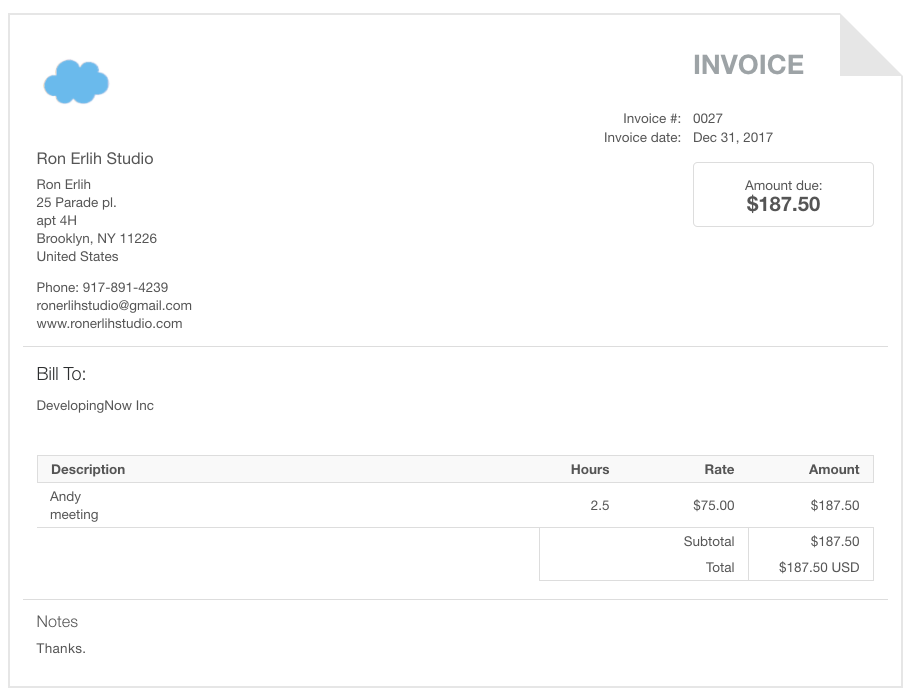 INVOICE
Invoice #: 0027
Invoice date: Dec 31, 2017
Amount due:
$187.50
Ron Erlih Studio
Ron Erlih
25 Parade pl.
apt 4H
Brooklyn, NY 11226
United States
Phone: 917-891-4239
ronerlihstudio@gmail.com
www.ronerlihstudio.com
Bill To:
DevelopingNow Inc
Description Hours Rate Amount
Andy
meeting 2.5 $75.00 $187.50
Subtotal $187.50
Total $187.50 USD
Notes
Thanks.